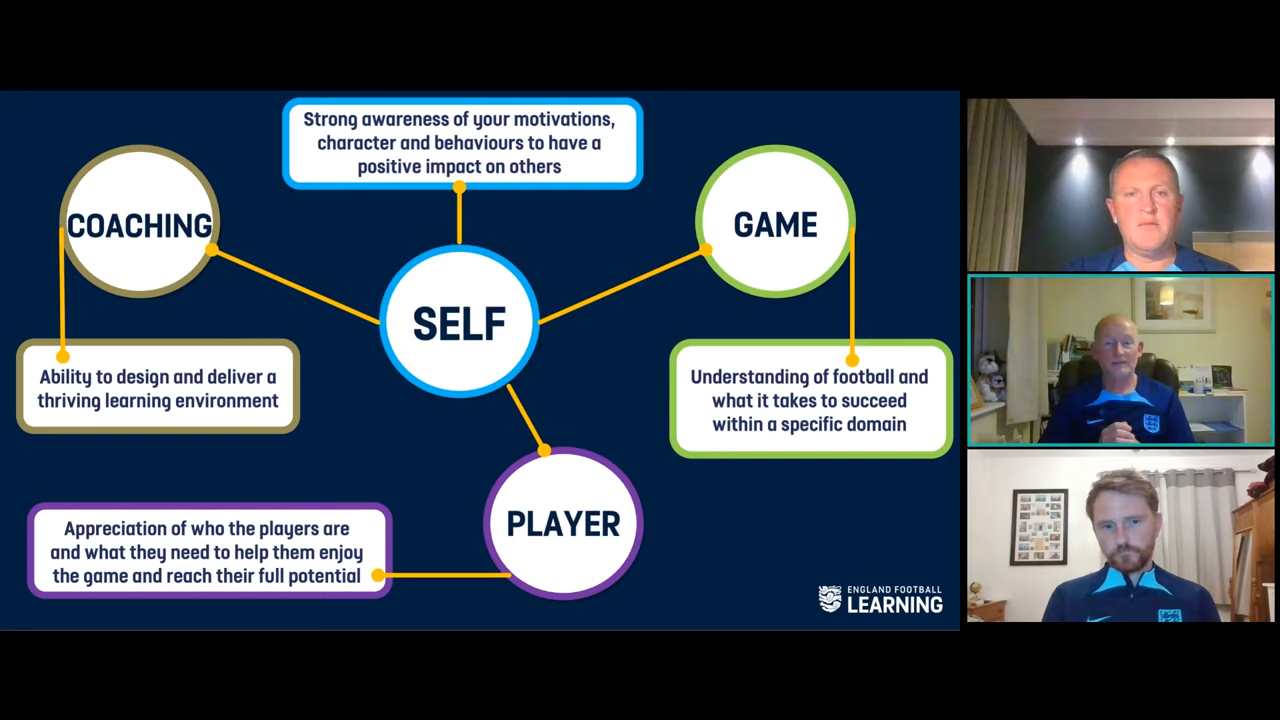 Strong awareness of your motivations,
character and behaviours to have a
positive impact on others
COACHING
GAME
SELF
Ability to design and deliver a
thriving learning environment
Understanding of football and
what it takes to succeed
within a specific domain
PLAYER
Appreciation of who the players are
and what they need to help them enjoy
the game and reach their full potential
ENGLAND FOOTBALL
LEARNING